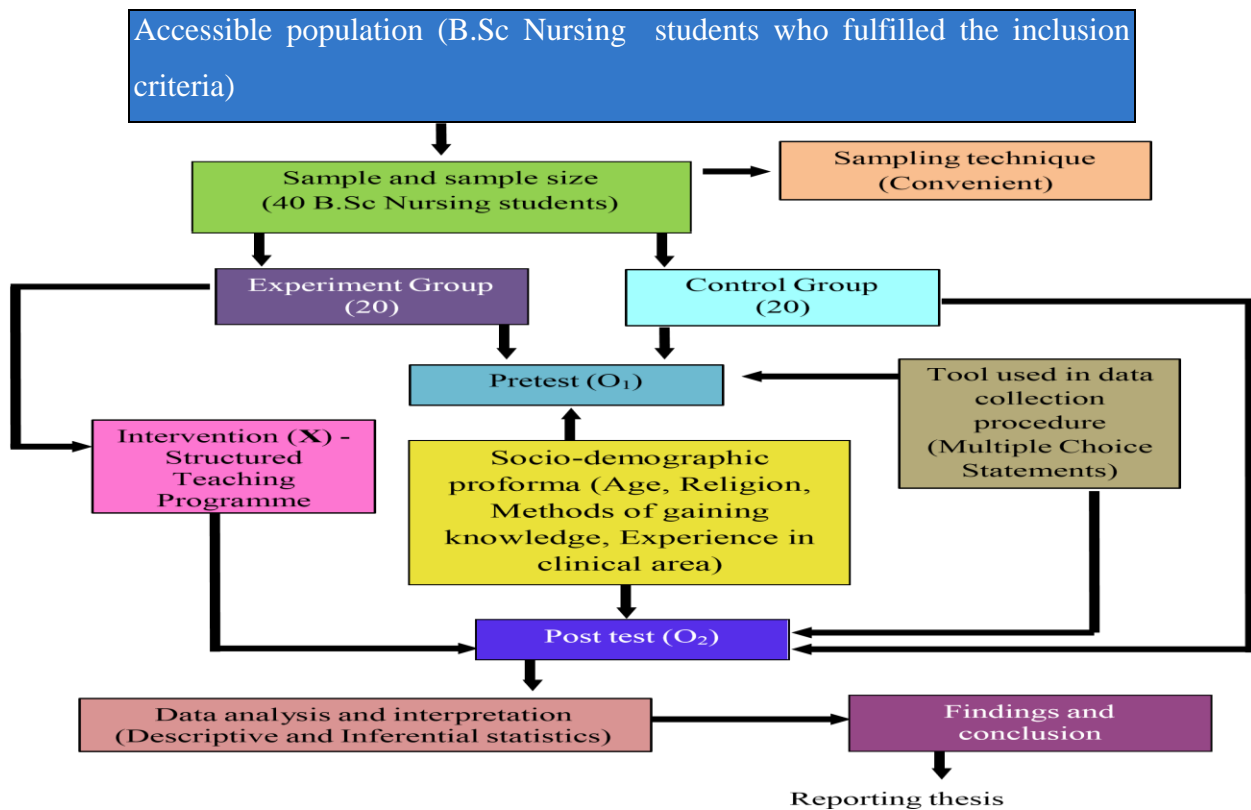 Accessible population (B.Sc Nursing students who fulfilled the inclusion
criteria)
Sample and sample size
(40 B.Sc Nursing students)
Sampling technique
(Convenient)
Experiment Group
(20)
Control Group
(20)
Pretest (O₁)
Tool used in data
collection
procedure
(Multiple Choice
Statements)
Intervention (X) -
Structured
Teaching
Programme
Socio-demographic
proforma (Age, Religion,
Methods of gaining
knowledge, Experience in
clinical area)
Post test (O₂)
Data analysis and interpretation
(Descriptive and Inferential statistics)
Findings and
conclusion
Reporting thesis